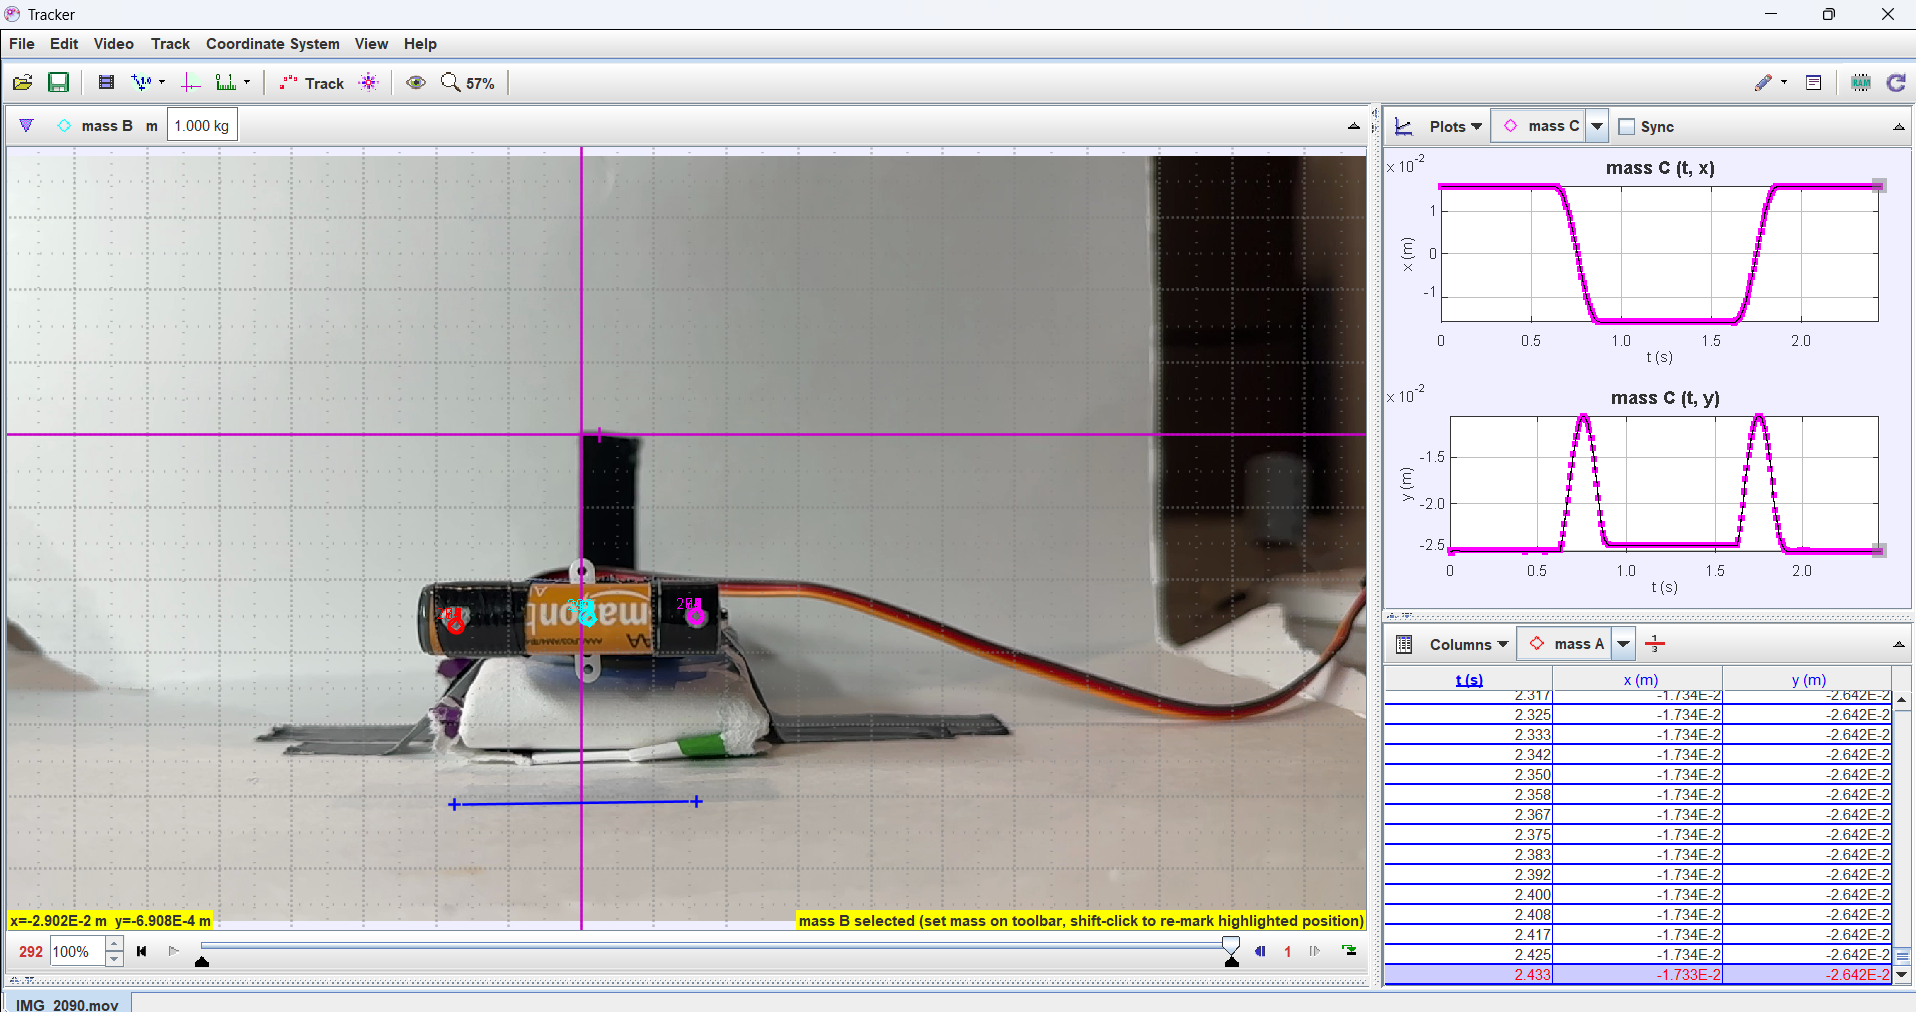 Tracker
File Edit Video Track Coordinate System View Help
Track 57%
mass B m 1.000 kg
Plots mass C Sync
mass C (t, x)
× 10-2
x (m)
1
0
-1
0 0.5 1.0 1.5 2.0
t (s)
mass C (t, y)
× 10-2
y (m)
-1.5
-2.0
-2.5
0 0.5 1.0 1.5 2.0
t (s)
Columns mass A
t (s) x (m) y (m)
2.317 -1.734E-2 -2.642E-2
2.325 -1.734E-2 -2.642E-2
2.333 -1.734E-2 -2.642E-2
2.342 -1.734E-2 -2.642E-2
2.350 -1.734E-2 -2.642E-2
2.358 -1.734E-2 -2.642E-2
2.367 -1.734E-2 -2.642E-2
2.375 -1.734E-2 -2.642E-2
2.383 -1.734E-2 -2.642E-2
2.392 -1.734E-2 -2.642E-2
2.400 -1.734E-2 -2.642E-2
2.408 -1.734E-2 -2.642E-2
2.417 -1.734E-2 -2.642E-2
2.425 -1.734E-2 -2.642E-2
2.433 -1.733E-2 -2.642E-2
x=-2.902E-2 m y=-6.908E-4 m
mass B selected (set mass on toolbar, shift-click to re-mark highlighted position)
292 100% 1
IMG_2090.mov